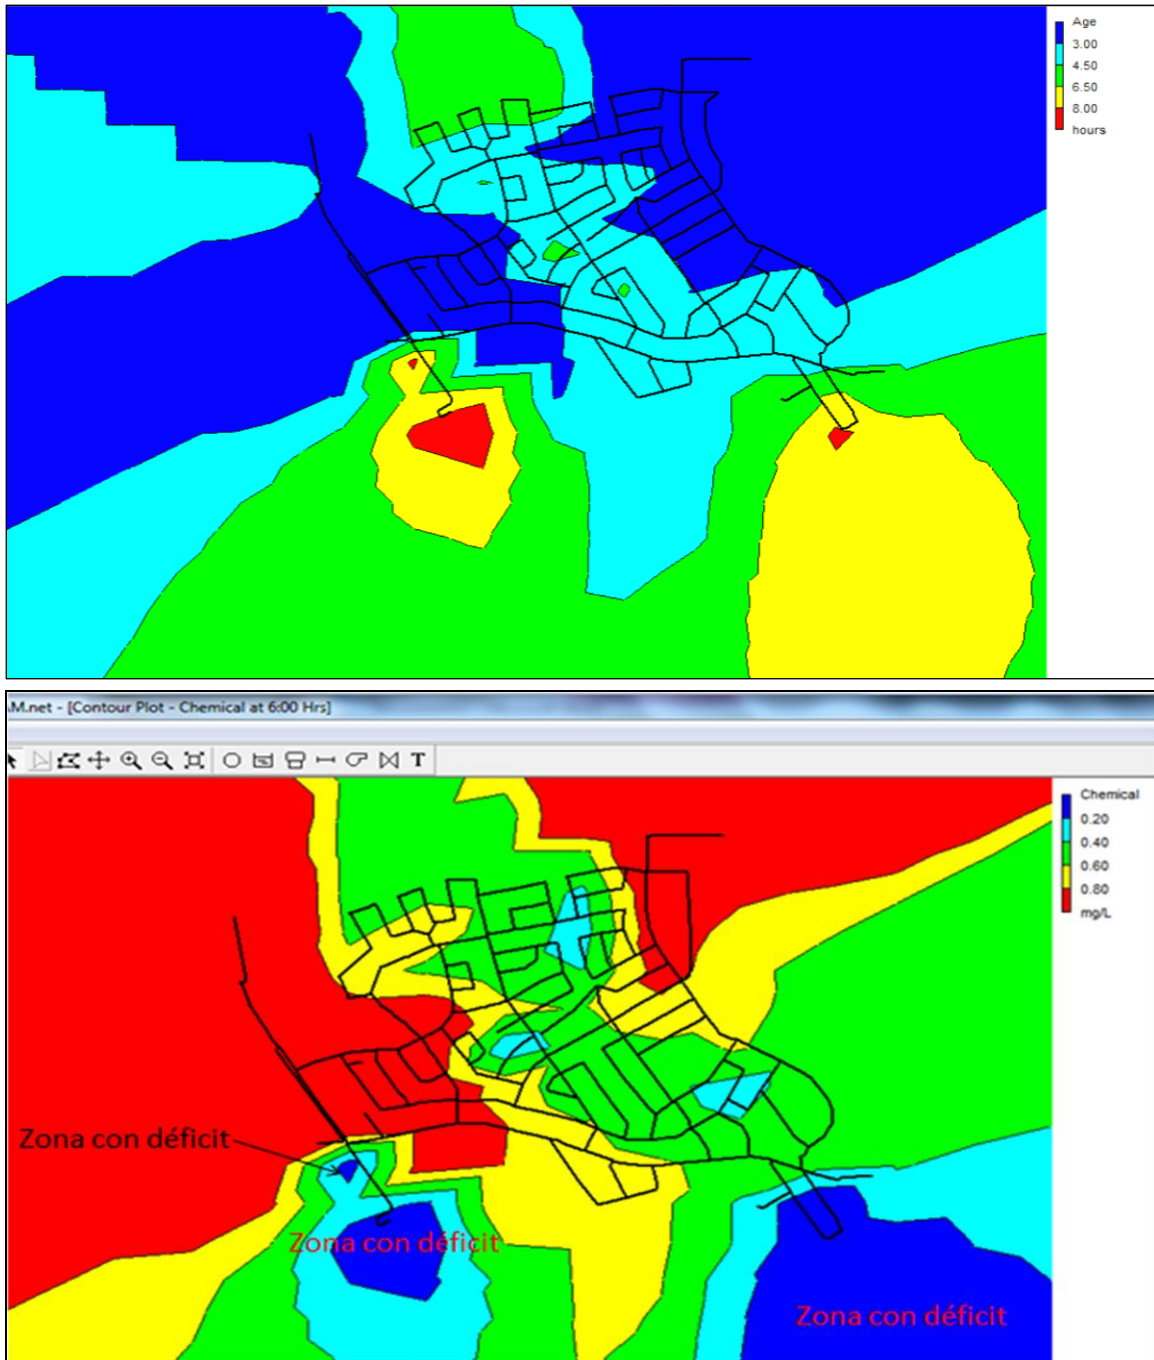 Age
3.00
4.50
6.50
8.00
hours
M.net - [Contour Plot - Chemical at 6:00 Hrs]
T
Chemical
0.20
0.40
0.60
0.80
mg/L
Zona con déficit
Zona con déficit
Zona con déficit